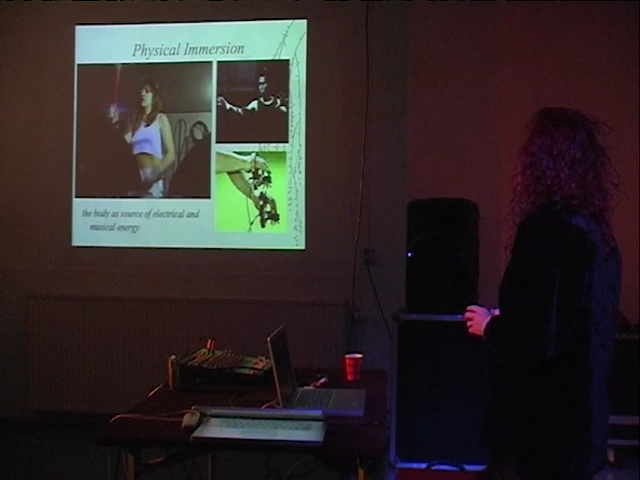 Physical Immersion
the body as source of electrical and
musical energy